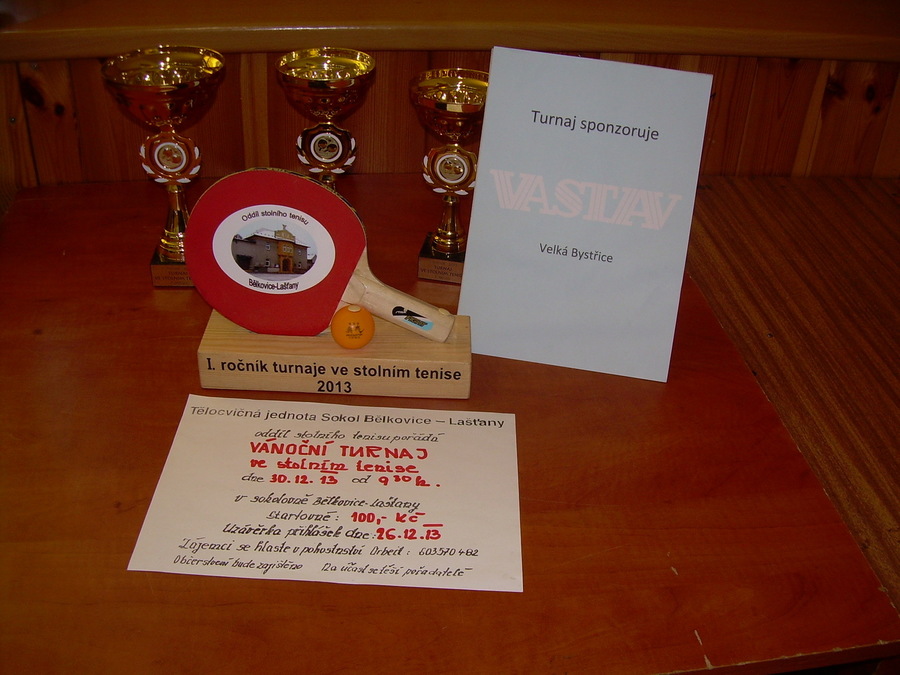 Turnaj sponzoruje
VASTAV
Velká Bystřice
Oddíl stolního tenisu
Bělkovice-Lašťany
I. ročník turnaje ve stolním tenise
2013
Tělocvičná jednota Sokol Bělkovice – Lašťany
oddíl stolního tenisu pořádá
VÁNOČNÍ TURNAJ
ve stolním tenise
dne 30.12.13 od 9 30 h.
v sokolovně Bělkovice-Lašťany
Startovné: 100,- Kč
Uzávěrka přihlášek dne: 26.12.13
Zájemci se hlaste v pohostinství Orbeit: 603570482
Občerstvení bude zajištěno Na účast se těší pořadatelé